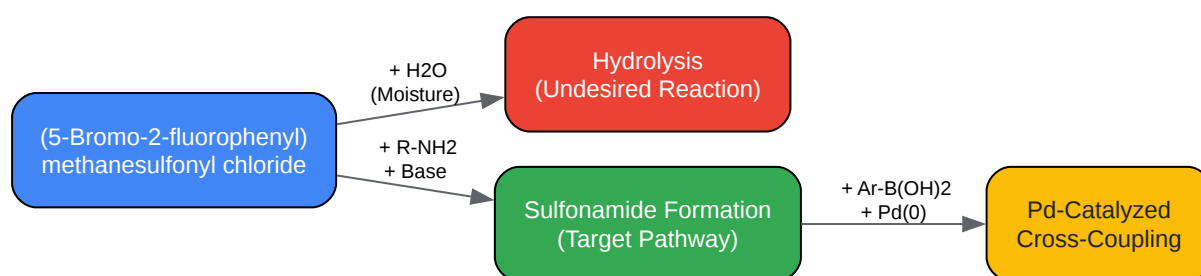 (5-Bromo-2-fluorophenyl)
methanesulfonyl chloride
+ H2O
(Moisture)
Hydrolysis
(Undesired Reaction)
+ R-NH2
+ Base
Sulfonamide Formation
(Target Pathway)
+ Ar-B(OH)2
+ Pd(0)
Pd-Catalyzed
Cross-Coupling